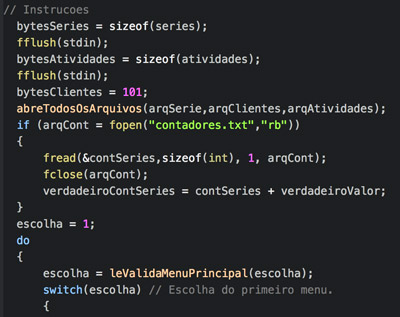 // Instrucoes
bytesSeries = sizeof(series);
fflush(stdin);
bytesAtividades = sizeof(atividades);
fflush(stdin);
bytesClientes = 101;
abreTodosOsArquivos(arqSerie,arqClientes,arqAtividades);
if (arqCont = fopen("contadores.txt","rb"))
{
fread(&contSeries,sizeof(int), 1, arqCont);
fclose(arqCont);
verdadeiroContSeries = contSeries + verdadeiroValor;
}
escolha = 1;
do
{
escolha = leValidaMenuPrincipal(escolha);
switch(escolha) // Escolha do primeiro menu.
{